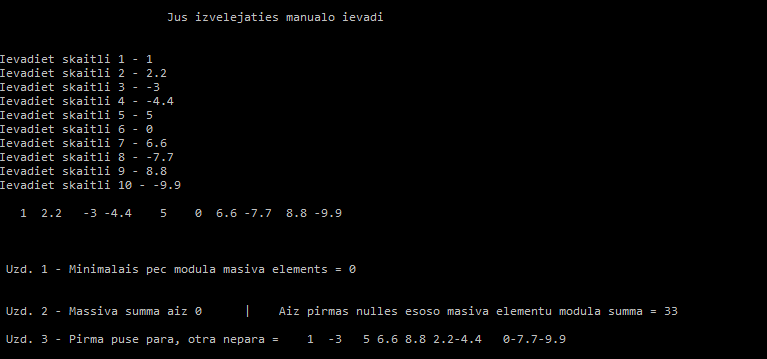 Jus izvelejaties manualo ievadi
Ievadiet skaitli 1 - 1
Ievadiet skaitli 2 - 2.2
Ievadiet skaitli 3 - -3
Ievadiet skaitli 4 - -4.4
Ievadiet skaitli 5 - 5
Ievadiet skaitli 6 - 0
Ievadiet skaitli 7 - 6.6
Ievadiet skaitli 8 - -7.7
Ievadiet skaitli 9 - 8.8
Ievadiet skaitli 10 - -9.9
1 2.2 -3 -4.4 5 0 6.6 -7.7 8.8 -9.9
Uzd. 1 - Minimalais pec modula masiva elements = 0
Uzd. 2 - Massiva summa aiz 0 | Aiz pirmas nulles esoso masiva elementu modula summa = 33
Uzd. 3 - Pirma puse para, otra nepara = 1 -3 5 6.6 8.8 2.2-4.4 0-7.7-9.9